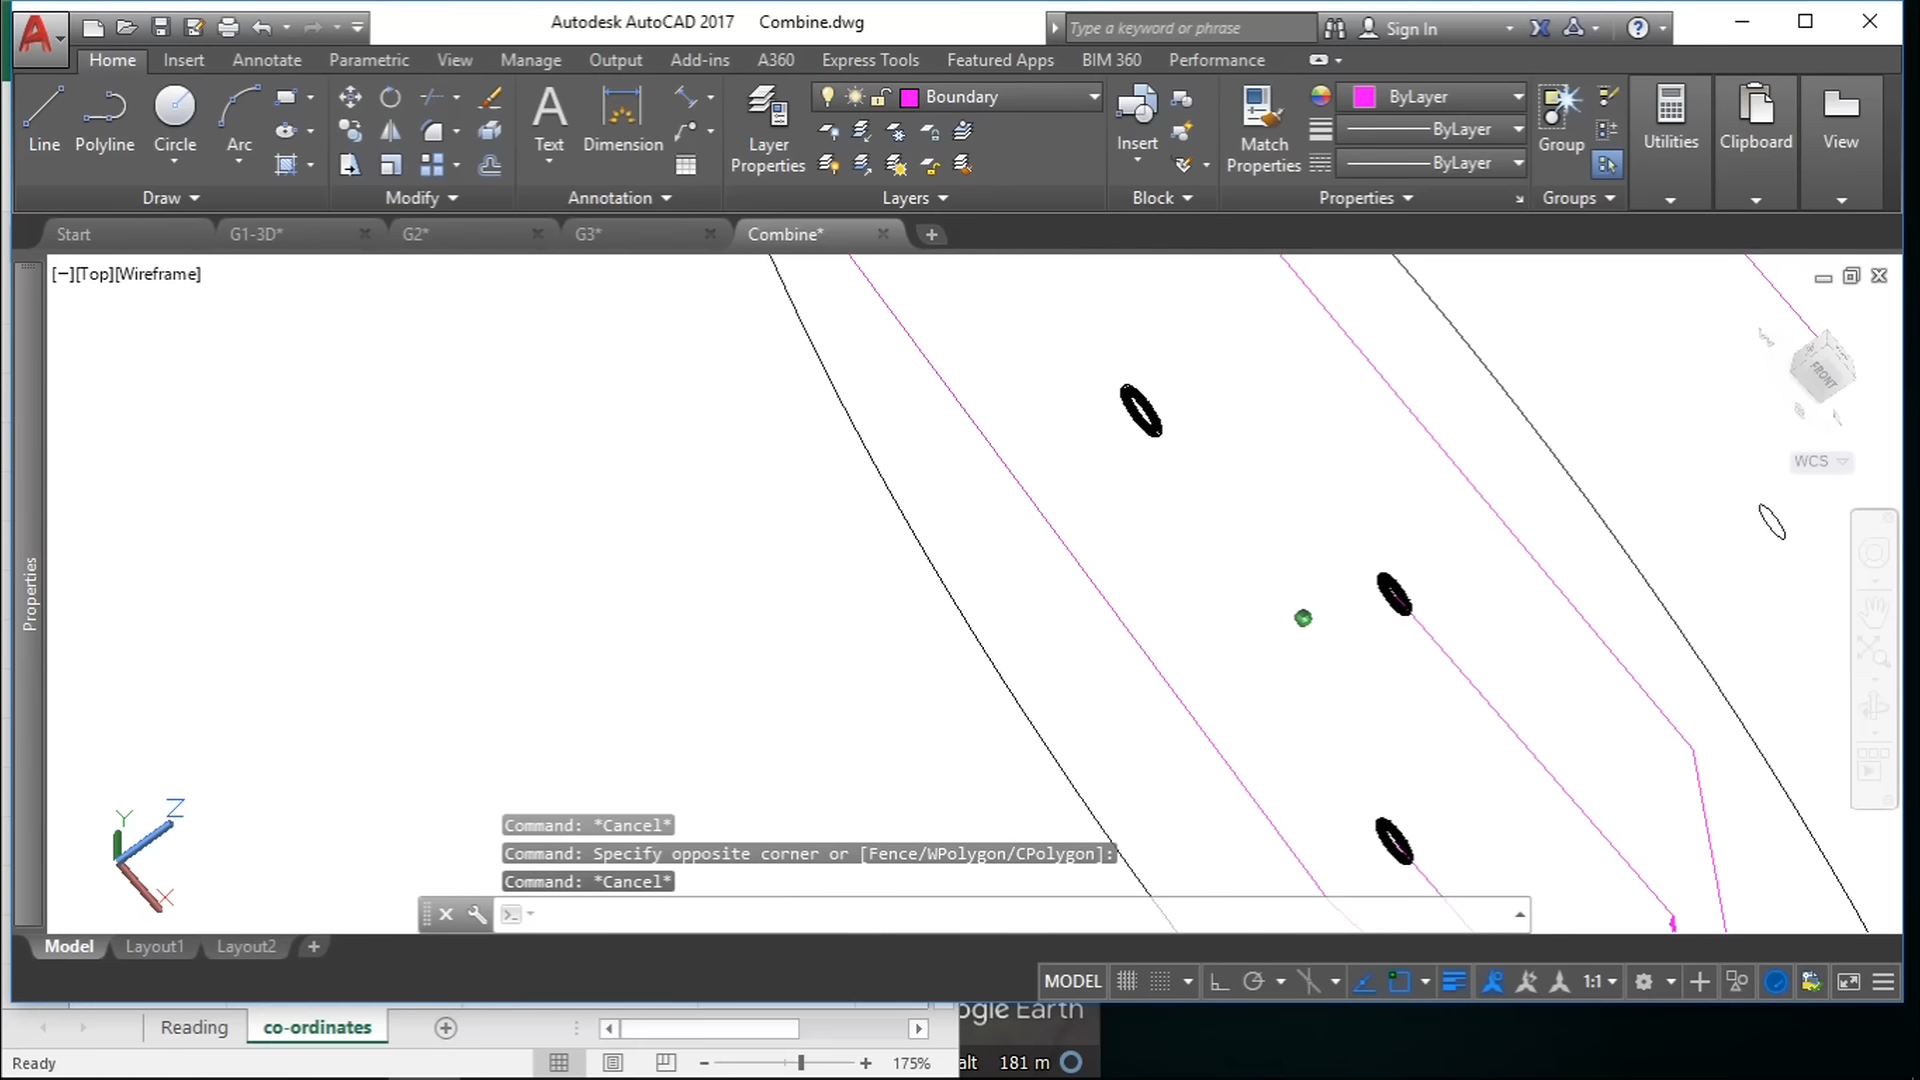 Autodesk AutoCAD 2017 Combine.dwg
Type a keyword or phrase
Sign In
Home Insert Annotate Parametric View Manage Output Add-ins A360 Express Tools Featured Apps BIM 360 Performance
Line Polyline Circle Arc
Text Dimension
Layer Properties
Boundary
Insert
Match Properties
ByLayer
ByLayer
ByLayer
Group
Utilities
Clipboard
View
Draw Modify Annotation Layers Block Properties Groups
Start G1-3D* G2* G3* Combine*
[−][Top][Wireframe]
FRONT
WCS
Properties
Y Z
X
Command: *Cancel*
Command: Specify opposite corner or [Fence/WPolygon/CPolygon]:
Command: *Cancel*
Model Layout1 Layout2
MODEL 1:1
Reading co-ordinates
ogle Earth
Ready 175%
alt 181 m